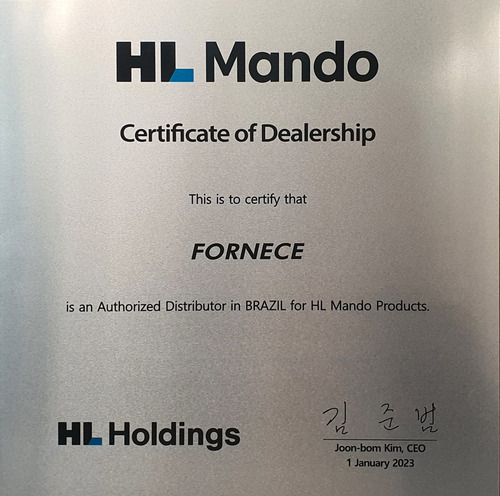 HL Mando
Certificate of Dealership
This is to certify that
FORNECE
is an Authorized Distributor in BRAZIL for HL Mando Products.
김 준 범
HL Holdings
Joon-bom Kim, CEO
1 January 2023